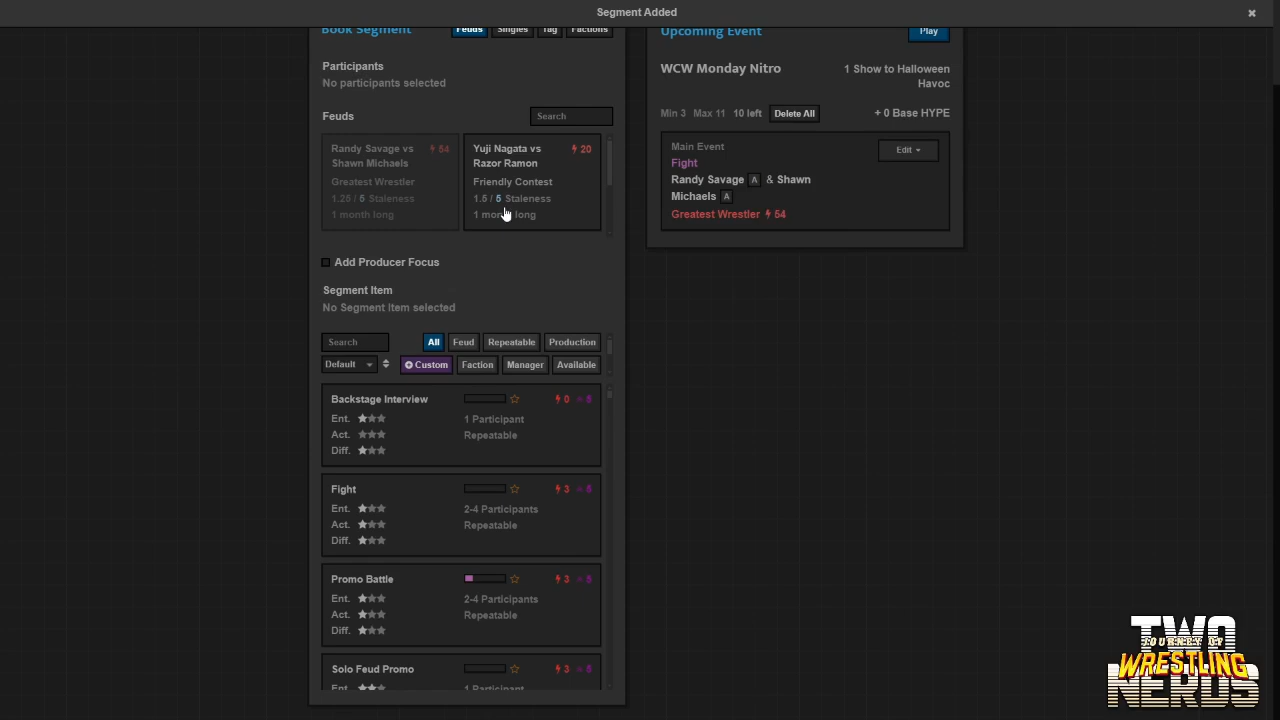 Segment Added
Book Segment
Feuds
Singles
Tag
Factions
Participants
No participants selected
Feuds
Search
Randy Savage vs
Shawn Michaels
54
Greatest Wrestler
1.25 / 5 Staleness
1 month long
Yuji Nagata vs
Razor Ramon
20
Friendly Contest
1.5 / 5 Staleness
1 month long
Add Producer Focus
Segment Item
No Segment Item selected
Search
All
Feud
Repeatable
Production
Default
Custom
Faction
Manager
Available
Backstage Interview
0
Ent.
1 Participant
Act.
Repeatable
Diff.
Fight
3
Ent.
2-4 Participants
Act.
Repeatable
Diff.
Promo Battle
3
Ent.
2-4 Participants
Act.
Repeatable
Diff.
Solo Feud Promo
3
Ent.
1 Participant
Upcoming Event
Play
WCW Monday Nitro
1 Show to Halloween
Havoc
Min 3 Max 11 10 left
Delete All
+ 0 Base HYPE
Main Event
Edit
Fight
Randy Savage A & Shawn
Michaels A
Greatest Wrestler 54
TWO
JOURNEY OF
WRESTLING
NERDS